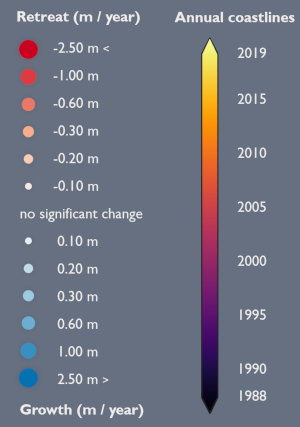 Retreat (m / year)
-2.50 m <
-1.00 m
-0.60 m
-0.30 m
-0.20 m
-0.10 m
no significant change
0.10 m
0.20 m
0.30 m
0.60 m
1.00 m
2.50 m >
Growth (m / year)
Annual coastlines
2019
2015
2010
2005
2000
1995
1990
1988